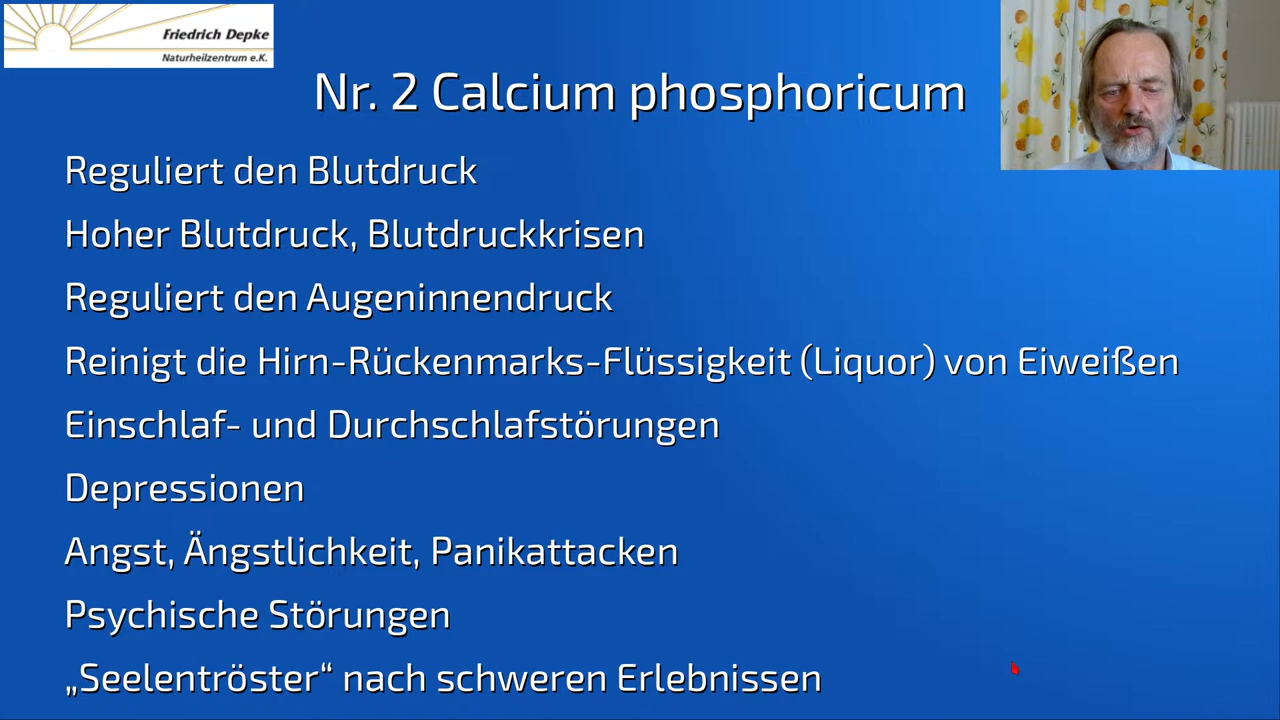 Friedrich Depke
Naturheilzentrum e.K.
Nr. 2 Calcium phosphoricum
Reguliert den Blutdruck
Hoher Blutdruck, Blutdruckkrisen
Reguliert den Augeninnendruck
Reinigt die Hirn-Rückenmarks-Flüssigkeit (Liquor) von Eiweißen
Einschlaf- und Durchschlafstörungen
Depressionen
Angst, Ängstlichkeit, Panikattacken
Psychische Störungen
„Seelentröster“ nach schweren Erlebnissen